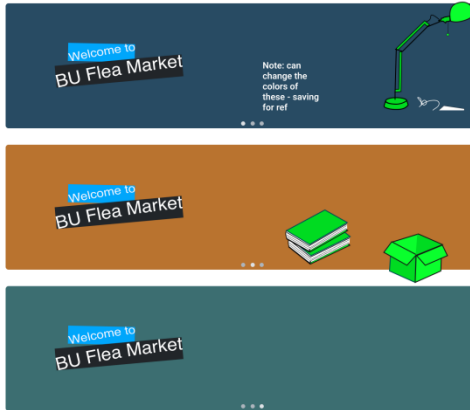 Welcome to
BU Flea Market
Note: can
change the
colors of
these - saving
for ref
Welcome to
BU Flea Market
Welcome to
BU Flea Market